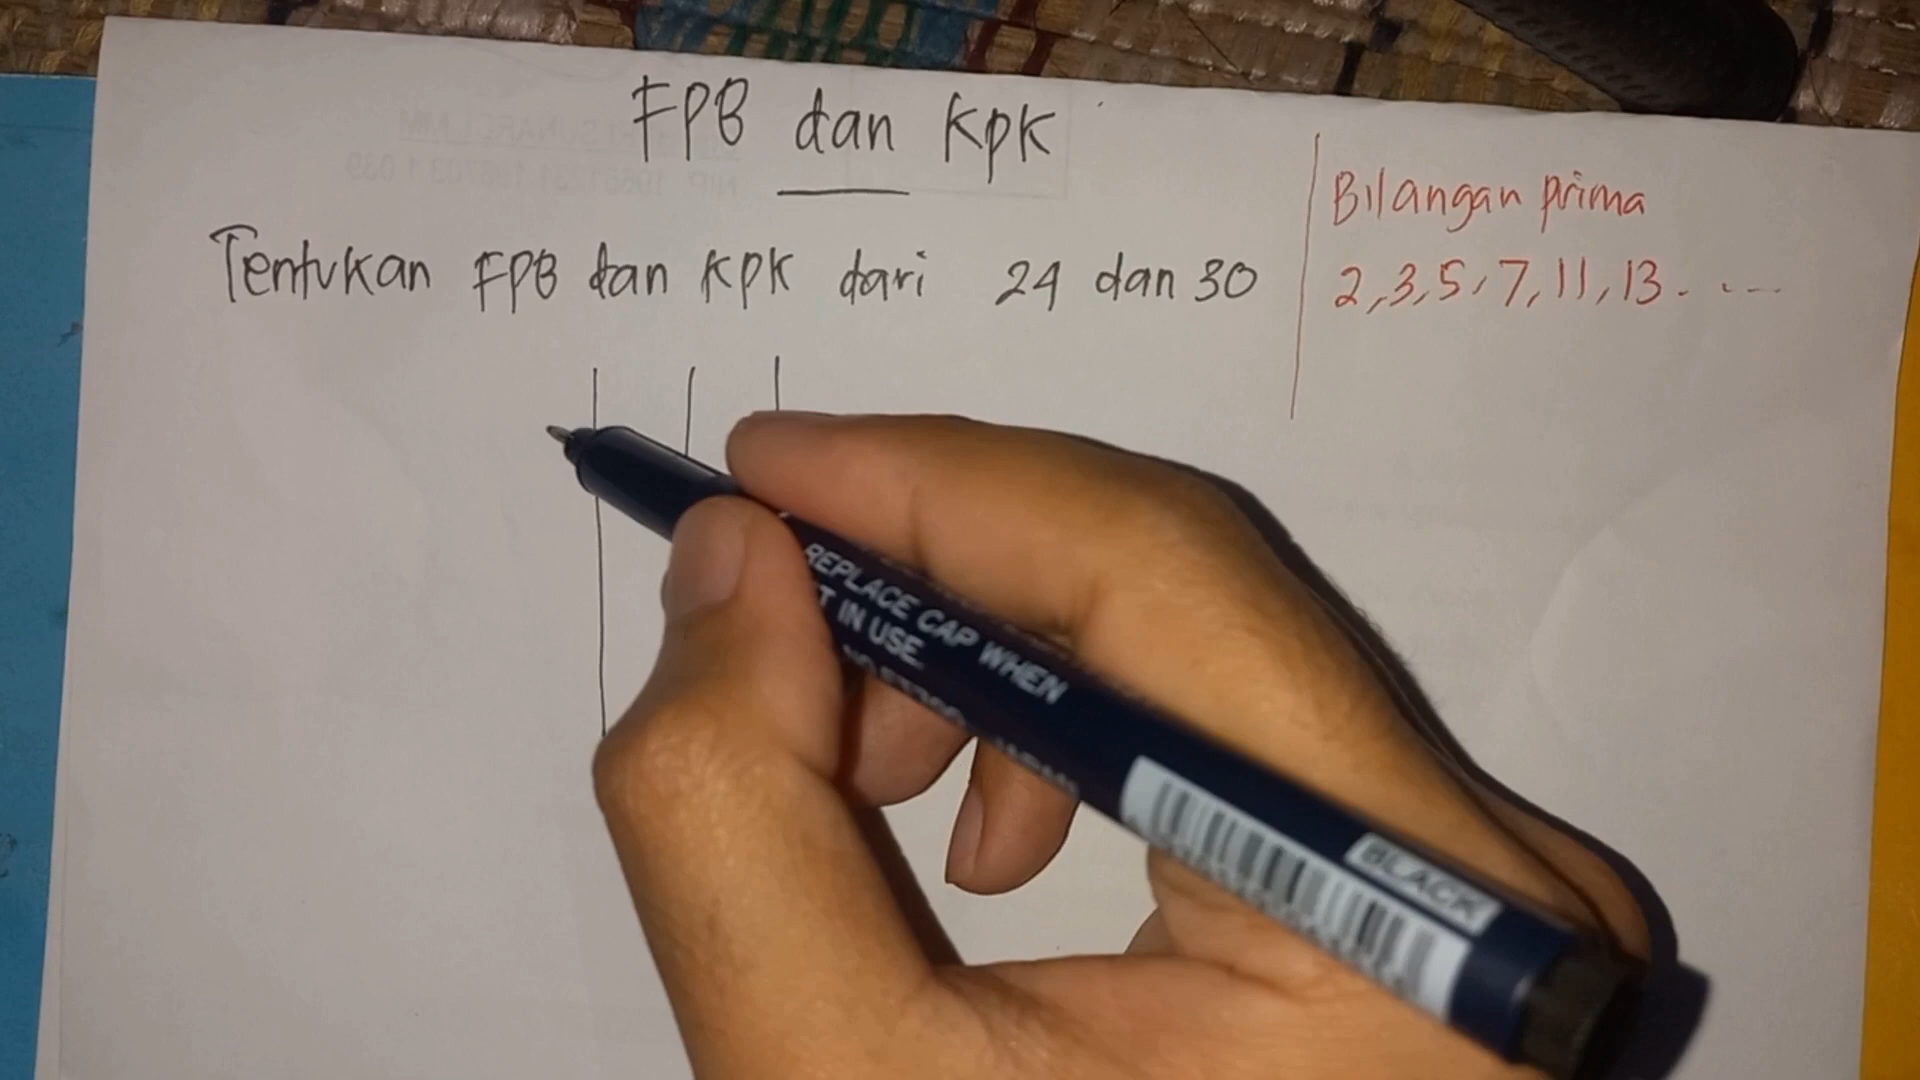 FPB dan KPK
Tentukan FPB dan KPK dari 24 dan 30
Bilangan prima
2, 3, 5, 7, 11, 13. ....
REPLACE CAP WHEN
IN USE.
BLACK